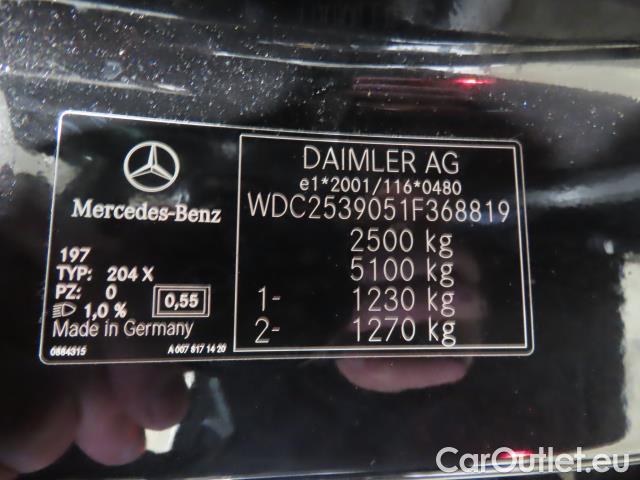 Mercedes-Benz
197
TYP: 204 X
PZ: 0
1,0 %
0,55
Made in Germany
0884315
A 007 817 14 20
DAIMLER AG
e1*2001/116*0480
WDC2539051F368819
2500 kg
5100 kg
1- 1230 kg
2- 1270 kg
CarOutlet.eu